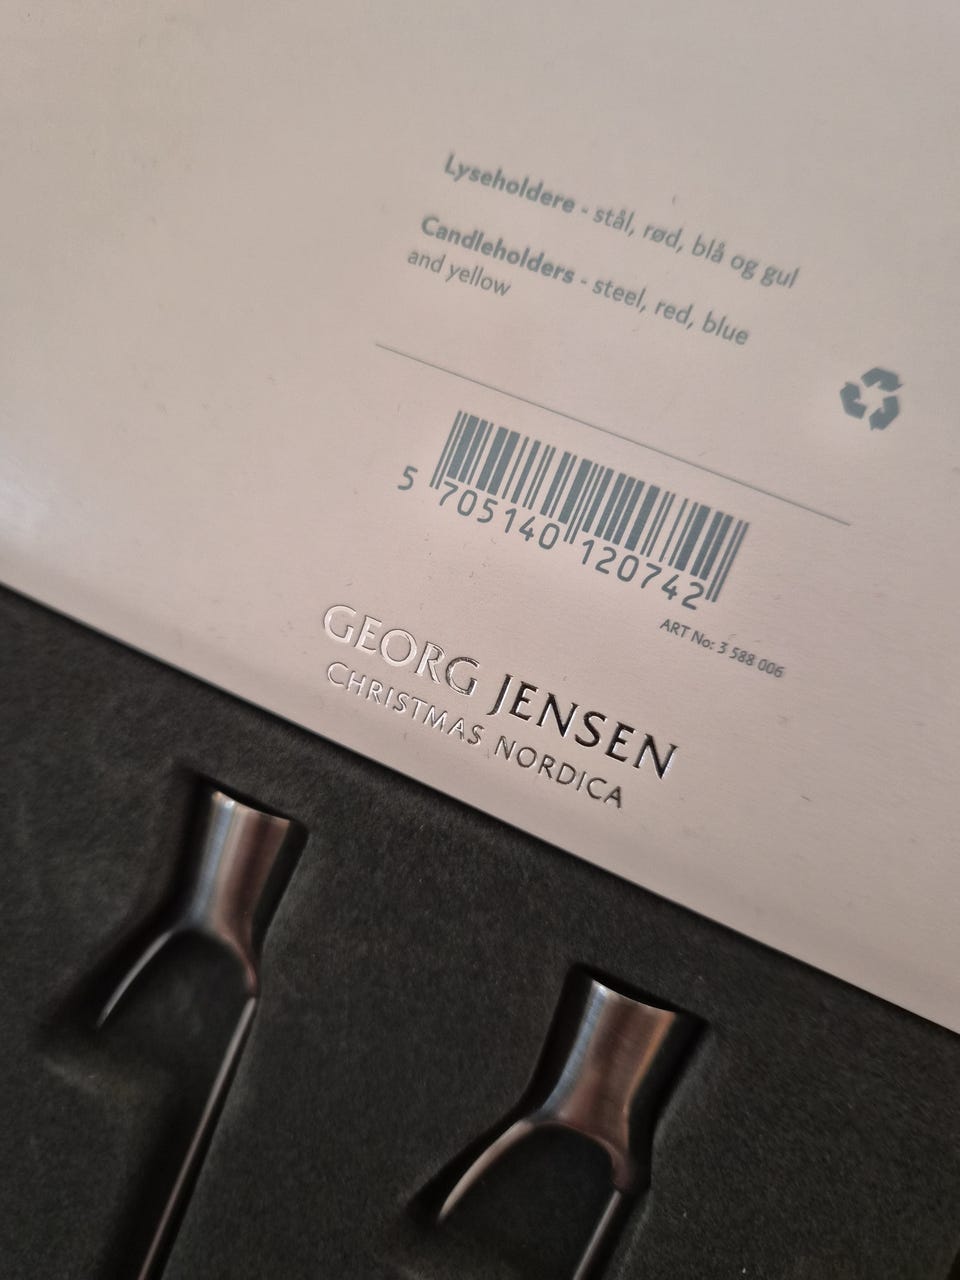 Lyseholdere - stål, rød, blå og gul
Candleholders - steel, red, blue
and yellow
5 705140 120742
ART No: 3 588 006
GEORG JENSEN
CHRISTMAS NORDICA